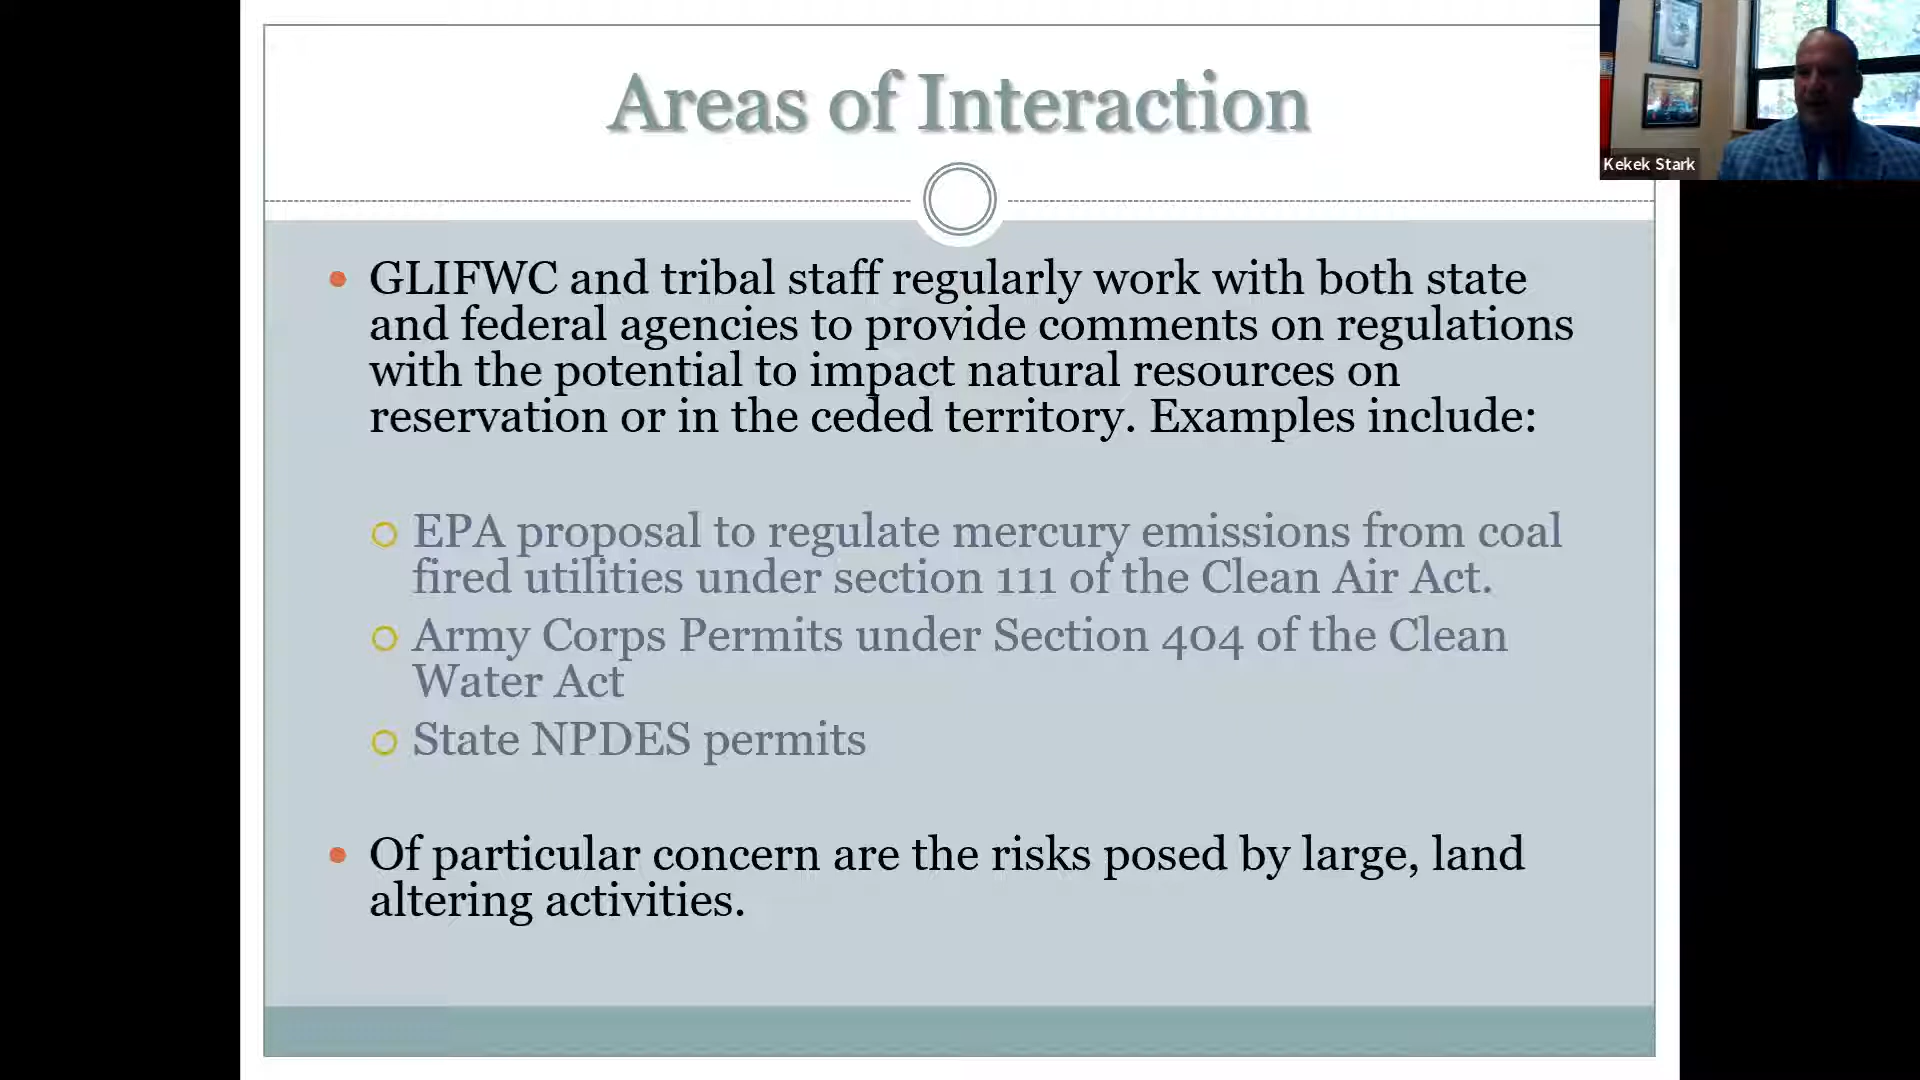 Areas of Interaction
Kekek Stark
GLIFWC and tribal staff regularly work with both state
and federal agencies to provide comments on regulations
with the potential to impact natural resources on
reservation or in the ceded territory. Examples include:
EPA proposal to regulate mercury emissions from coal
fired utilities under section 111 of the Clean Air Act.
Army Corps Permits under Section 404 of the Clean
Water Act
State NPDES permits
Of particular concern are the risks posed by large, land
altering activities.